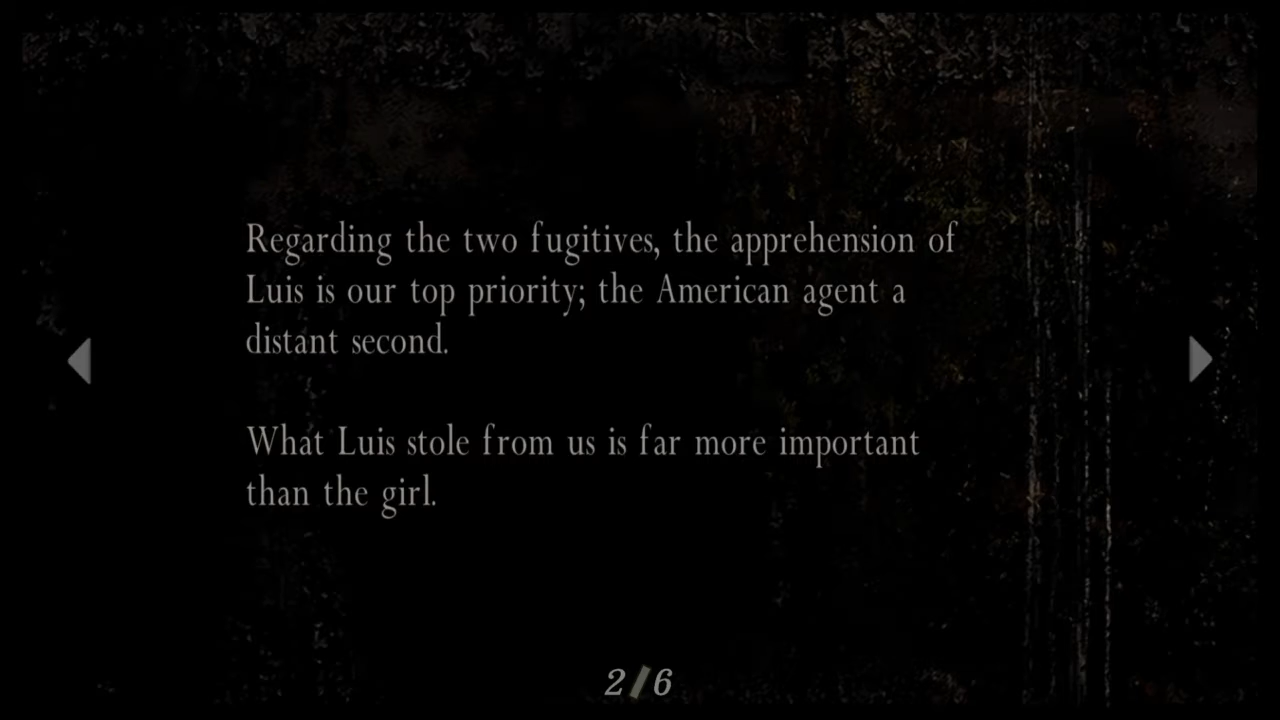 Regarding the two fugitives, the apprehension of
Luis is our top priority; the American agent a
distant second.
What Luis stole from us is far more important
than the girl.
2/6